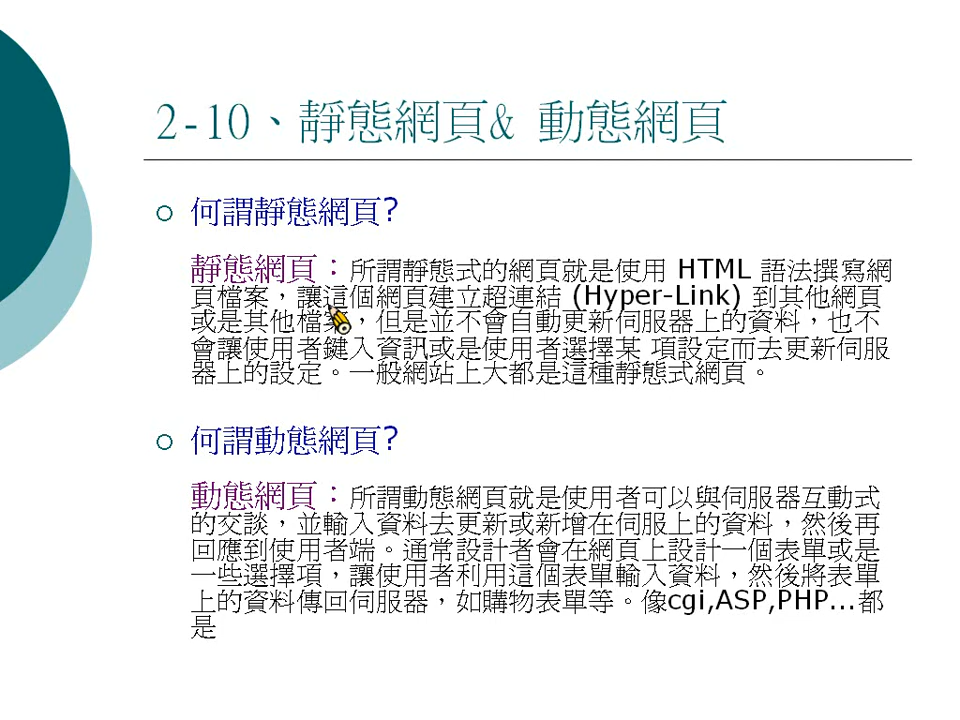 2-10、靜態網頁& 動態網頁
何謂靜態網頁?
靜態網頁：所謂靜態式的網頁就是使用 HTML 語法撰寫網
頁檔案，讓這個網頁建立超連結 (Hyper-Link) 到其他網頁
或是其他檔案，但是並不會自動更新伺服器上的資料，也不
會讓使用者鍵入資訊或是使用者選擇某 項設定而去更新伺服
器上的設定。一般網站上大都是這種靜態式網頁。
何謂動態網頁?
動態網頁：所謂動態網頁就是使用者可以與伺服器互動式
的交談，並輸入資料去更新或新增在伺服上的資料，然後再
回應到使用者端。通常設計者會在網頁上設計一個表單或是
一些選擇項，讓使用者利用這個表單輸入資料，然後將表單
上的資料傳回伺服器，如購物表單等。像cgi,ASP,PHP...都
是